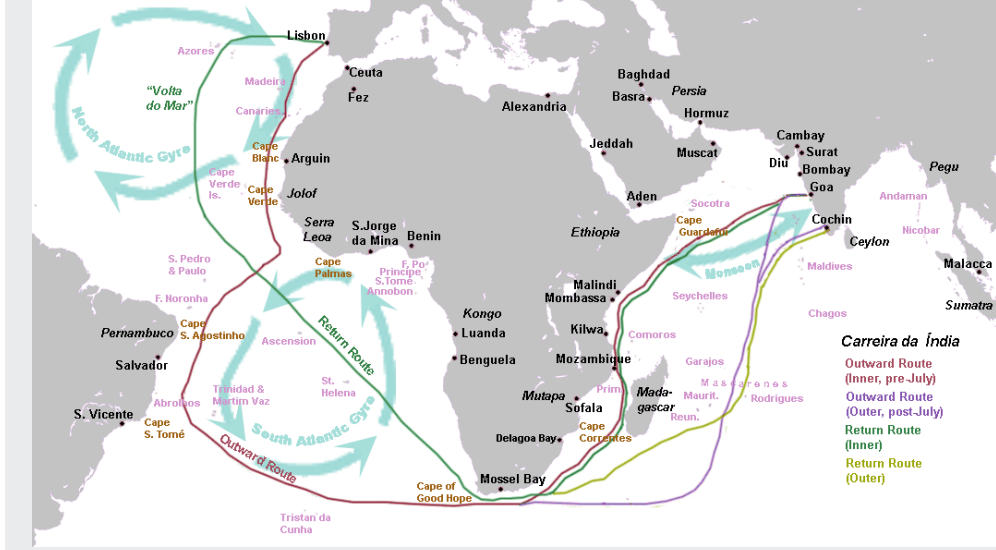 Lisbon
Azores
Ceuta
Fez
Madeira
"Volta
do Mar"
Canaries
North Atlantic Gyre
Cape
Blanc
Arguin
Cape
Verde
Is.
Cape
Verde
Jolof
Serra
Leoa
S.Jorge
da Mina
Benin
Cape
Palmas
F. Po
Principe
S.Tomé
Annobon
S. Pedro
& Paulo
F. Noronha
Pernambuco
Cape
S. Agostinho
Salvador
Ascension
Return Route
Kongo
Luanda
Benguela
St.
Helena
Trinidad &
Martim Vaz
Abrolhos
S. Vicente
Cape
S. Tomé
South Atlantic Gyre
Outward Route
Tristan da
Cunha
Cape of
Good Hope
Mossel Bay
Delagoa Bay
Cape
Correntes
Mutapa
Sofala
Prim.
Mada-
gascar
Mozambique
Comoros
Kilwa
Malindi
Mombassa
Seychelles
Garajos
Mascarenes
Maurit.
Rodrigues
Reun.
Alexandria
Baghdad
Basra
Persia
Hormuz
Jeddah
Muscat
Aden
Socotra
Cape
Guardafui
Ethiopia
Monsoon
Cambay
Surat
Diu
Bombay
Goa
Cochin
Ceylon
Maldives
Chagos
Pegu
Andaman
Nicobar
Malacca
Sumatra
Carreira da Índia
Outward Route
(Inner, pre-July)
Outward Route
(Outer, post-July)
Return Route
(Inner)
Return Route
(Outer)